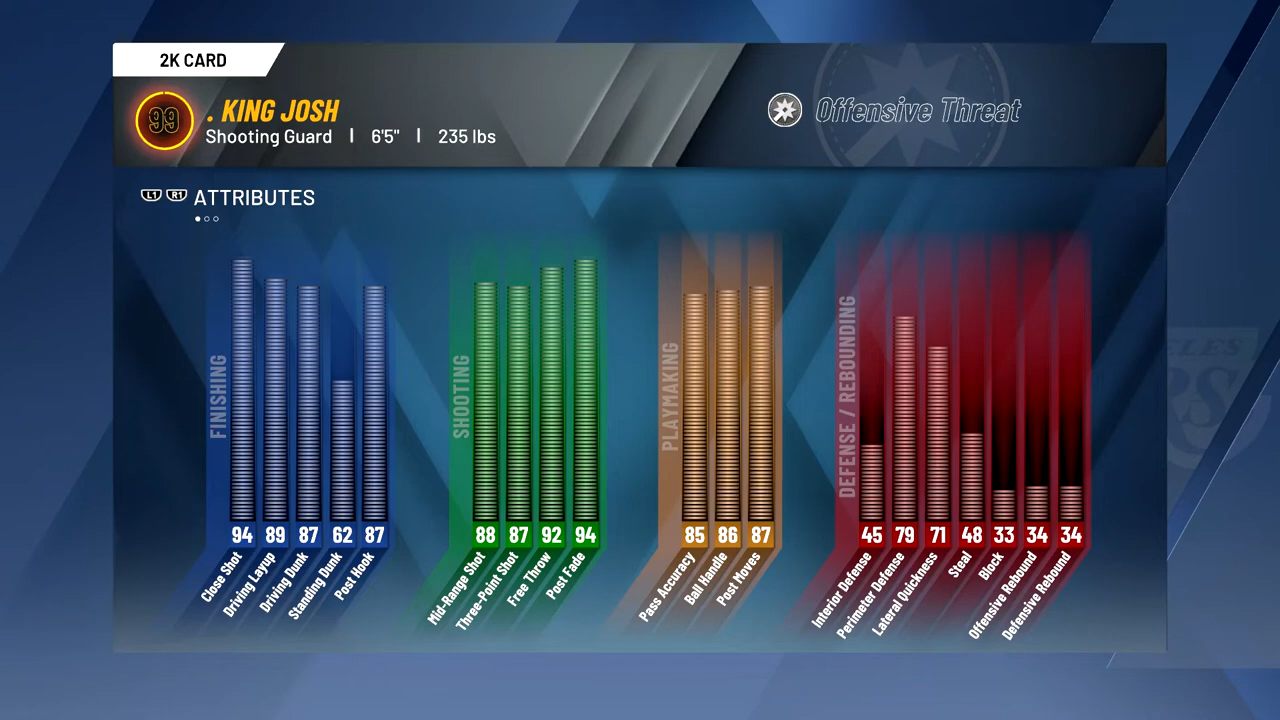 2K CARD
99
. KING JOSH
Shooting Guard | 6'5" | 235 lbs
Offensive Threat
L1 R1 ATTRIBUTES
FINISHING
94 89 87 62 87
Close Shot
Driving Layup
Driving Dunk
Standing Dunk
Post Hook
SHOOTING
88 87 92 94
Mid-Range Shot
Three-Point Shot
Free Throw
Post Fade
PLAYMAKING
85 86 87
Pass Accuracy
Ball Handle
Post Moves
DEFENSE / REBOUNDING
45 79 71 48 33 34 34
Interior Defense
Perimeter Defense
Lateral Quickness
Steal
Block
Offensive Rebound
Defensive Rebound